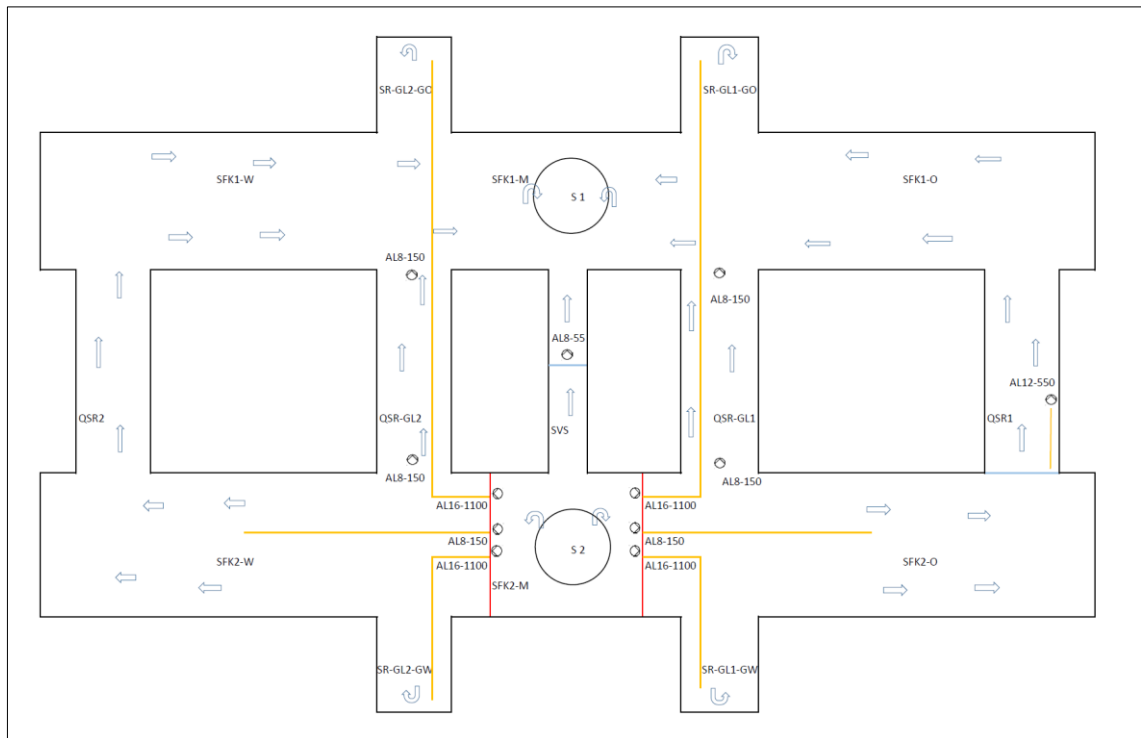 SR-GL2-GO
SR-GL1-GO
SFK1-W
SFK1-M
S 1
SFK1-O
AL8-150
AL8-150
AL8-55
AL12-550
QSR2
QSR-GL2
SVS
QSR-GL1
QSR1
AL8-150
AL8-150
AL16-1100
AL16-1100
AL8-150
AL8-150
S 2
SFK2-W
AL16-1100
AL16-1100
SFK2-O
SFK2-M
SR-GL2-GW
SR-GL1-GW